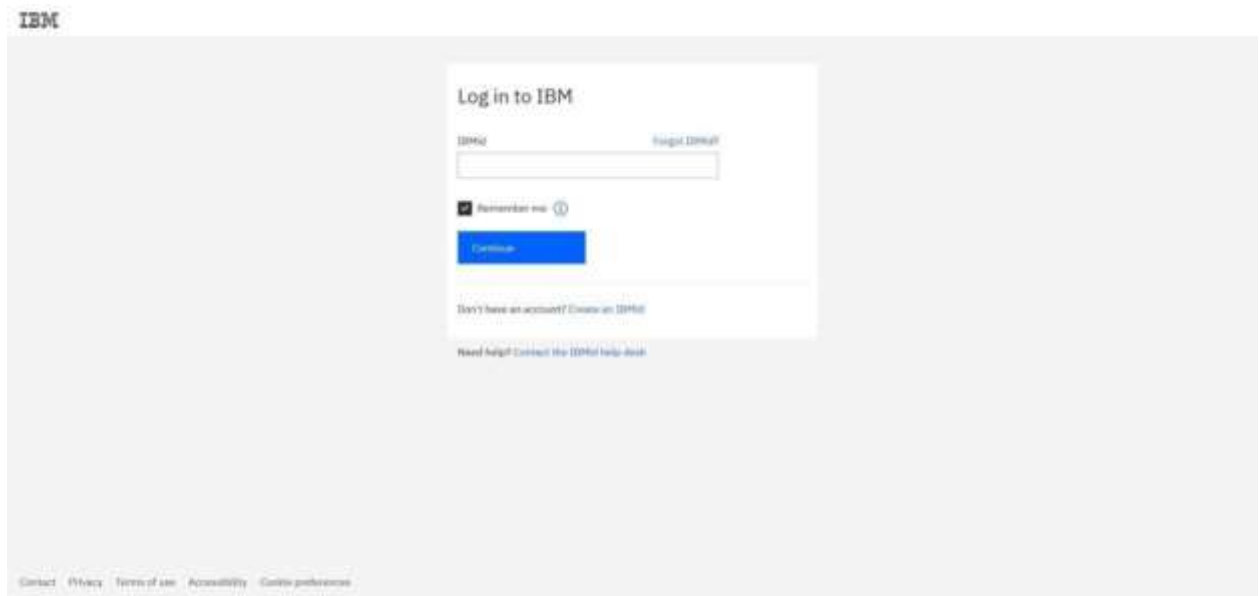 IBM
Log in to IBM
IBMid Forgot IBMid?
Remember me
Continue
Don't have an account? Create an IBMid
Need help? Contact the IBMid help desk
Contact Privacy Terms of use Accessibility Cookie preferences